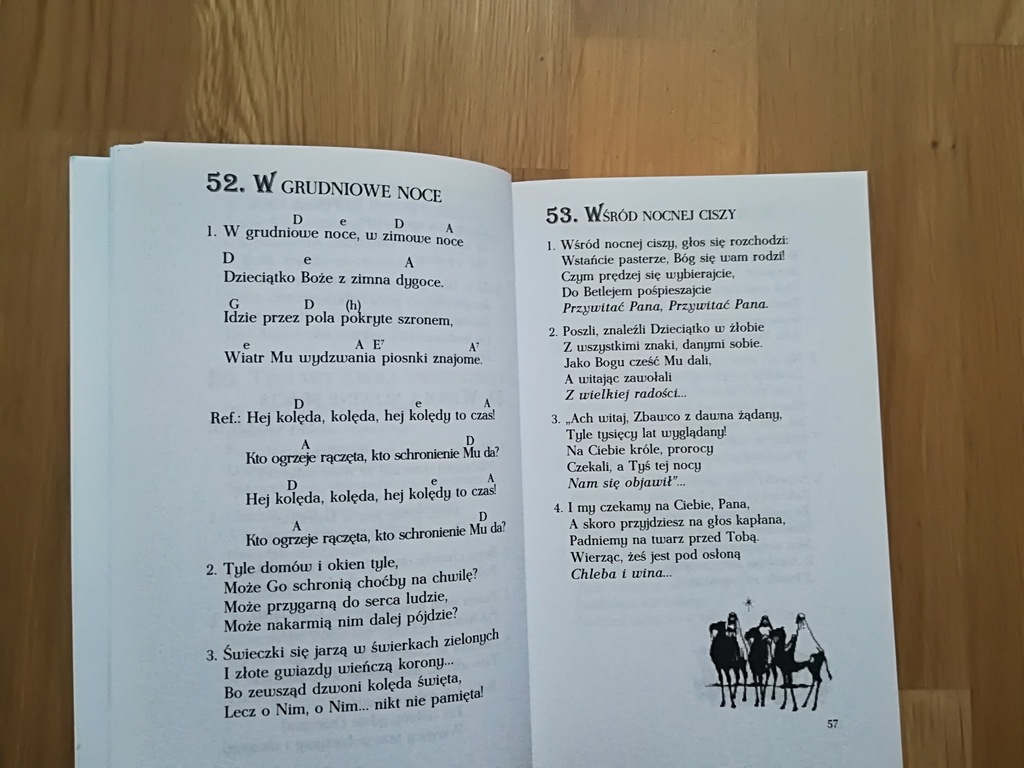 52. W GRUDNIOWE NOCE
D e D A
1. W grudniowe noce, w zimowe noce
D e A
Dzieciątko Boże z zimna dygoce.
G D (h)
Idzie przez pola pokryte szronem,
e A E⁷ A⁷
Wiatr Mu wydzwania piosnki znajome.
D e A
Ref.: Hej kolęda, kolęda, hej kolędy to czas!
A D
Kto ogrzeje rączęta, kto schronienie Mu da?
D e A
Hej kolęda, kolęda, hej kolędy to czas!
A D
Kto ogrzeje rączęta, kto schronienie Mu da?
2. Tyle domów i okien tyle,
Może Go schronią choćby na chwilę?
Może przygarną do serca ludzie,
Może nakarmią nim dalej pójdzie?
3. Świeczki się jarzą w świerkach zielonych
I złote gwiazdy wieńczą korony...
Bo zewsząd dzwoni kolęda święta,
Lecz o Nim, o Nim... nikt nie pamięta!
53. WŚRÓD NOCNEJ CISZY
1. Wśród nocnej ciszy, głos się rozchodzi:
Wstańcie pasterze, Bóg się wam rodzi!
Czym prędzej się wybierajcie,
Do Betlejem pośpieszajcie
Przywitać Pana, Przywitać Pana.
2. Poszli, znaleźli Dzieciątko w żłobie
Z wszystkimi znaki, danymi sobie.
Jako Bogu cześć Mu dali,
A witając zawołali
Z wielkiej radości...
3. „Ach witaj, Zbawco z dawna żądany,
Tyle tysięcy lat wyglądany!
Na Ciebie króle, prorocy
Czekali, a Tyś tej nocy
Nam się objawił”...
4. I my czekamy na Ciebie, Pana,
A skoro przyjdziesz na głos kapłana,
Padniemy na twarz przed Tobą.
Wierząc, żeś jest pod osłoną
Chleba i wina...
57